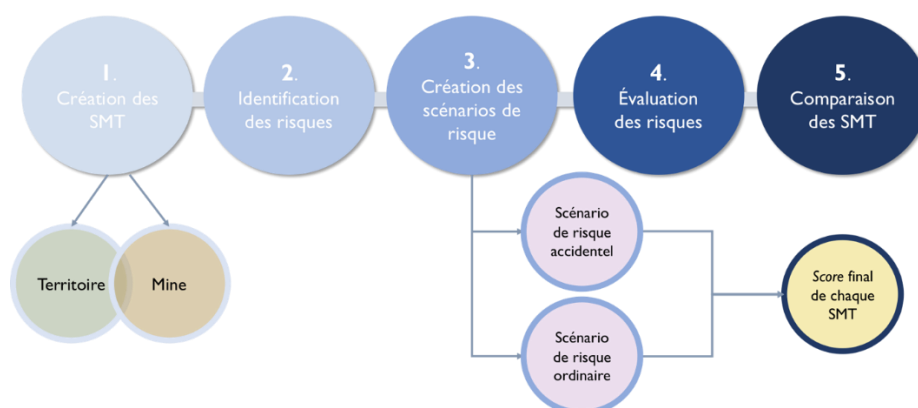 1.
Création des
SMT
2.
Identification
des risques
3.
Création des
scénarios de
risque
4.
Évaluation
des risques
5.
Comparaison
des SMT
Territoire
Mine
Scénario
de risque
accidentel
Scénario
de risque
ordinaire
Score final
de chaque
SMT